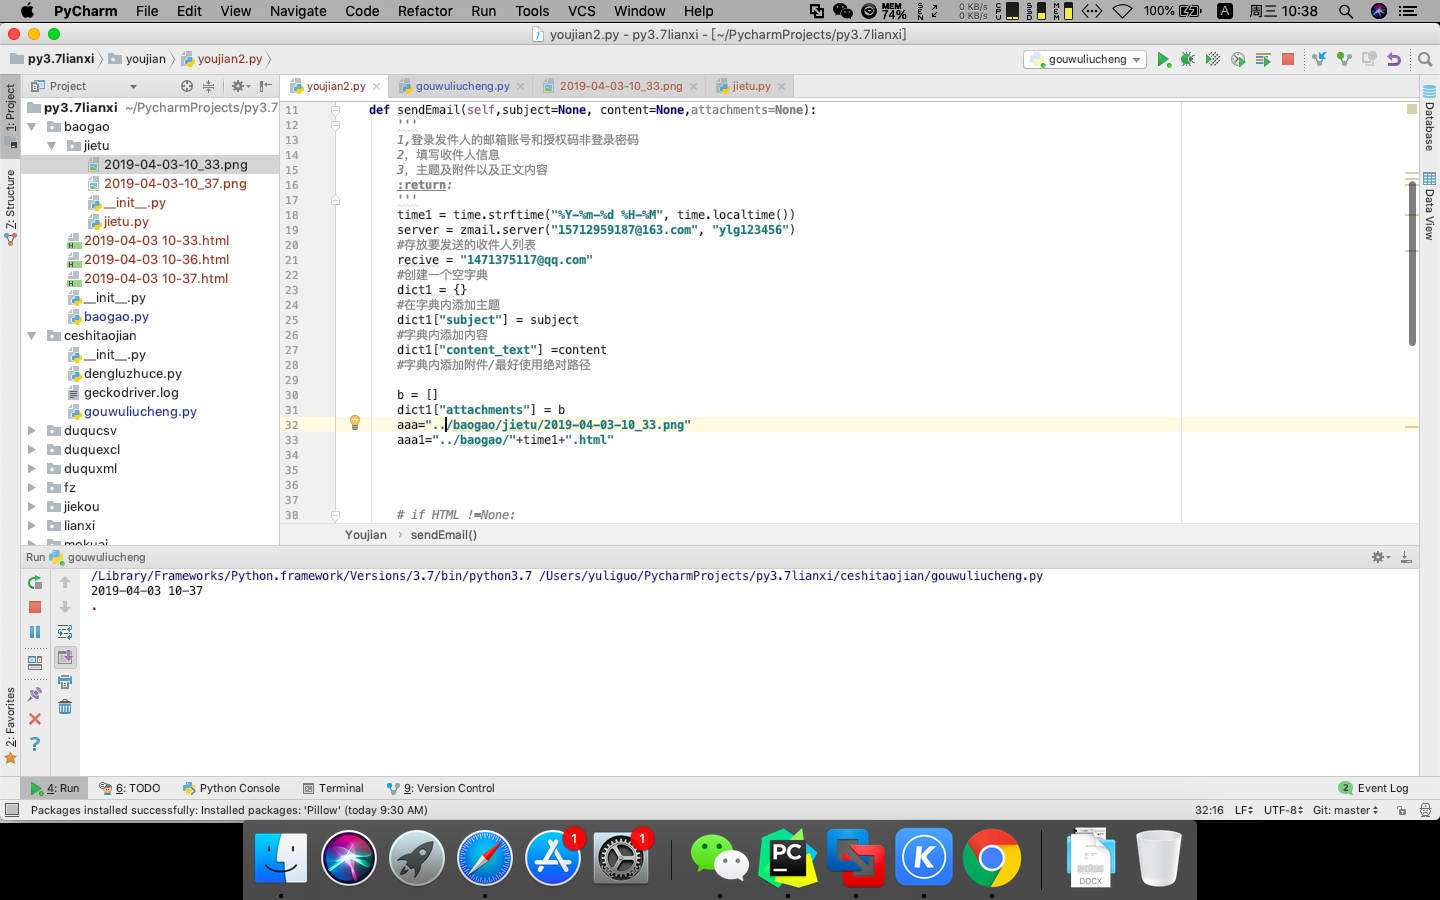 PyCharm File Edit View Navigate Code Refactor Run Tools VCS Window Help MEM 74% SEN 0 KB/s 0 KB/s CPU SSD MEM 100% A 周三 10:38
youjian2.py - py3.7lianxi - [~/PycharmProjects/py3.7lianxi]
py3.7lianxi youjian youjian2.py gouwuliucheng
Project youjian2.py gouwuliucheng.py 2019-04-03-10_33.png jietu.py
1: Project
Z: Structure
2: Favorites
Database
Data View
py3.7lianxi ~/PycharmProjects/py3.7
baogao
jietu
2019-04-03-10_33.png
2019-04-03-10_37.png
__init__.py
jietu.py
2019-04-03 10-33.html
2019-04-03 10-36.html
2019-04-03 10-37.html
__init__.py
baogao.py
ceshitaojian
__init__.py
dengluzhuce.py
geckodriver.log
gouwuliucheng.py
duqucsv
duquexcl
duquxml
fz
jiekou
lianxi
mokuai
11 def sendEmail(self,subject=None, content=None,attachments=None):
12 '''
13 1,登录发件人的邮箱账号和授权码非登录密码
14 2，填写收件人信息
15 3，主题及附件以及正文内容
16 :return:
17 '''
18 time1 = time.strftime("%Y-%m-%d %H-%M", time.localtime())
19 server = zmail.server("15712959187@163.com", "ylg123456")
20 #存放要发送的收件人列表
21 recive = "1471375117@qq.com"
22 #创建一个空字典
23 dict1 = {}
24 #在字典内添加主题
25 dict1["subject"] = subject
26 #字典内添加内容
27 dict1["content_text"] =content
28 #字典内添加附件/最好使用绝对路径
29
30 b = []
31 dict1["attachments"] = b
32 aaa="../baogao/jietu/2019-04-03-10_33.png"
33 aaa1="../baogao/"+time1+".html"
34
35
36
37
38 # if HTML !=None:
Youjian sendEmail()
Run gouwuliucheng
/Library/Frameworks/Python.framework/Versions/3.7/bin/python3.7 /Users/yuliguo/PycharmProjects/py3.7lianxi/ceshitaojian/gouwuliucheng.py
2019-04-03 10-37
.
4: Run 6: TODO Python Console Terminal 9: Version Control 2 Event Log
Packages installed successfully: Installed packages: 'Pillow' (today 9:30 AM) 32:16 LF UTF-8 Git: master
1 1 PC K DOCX